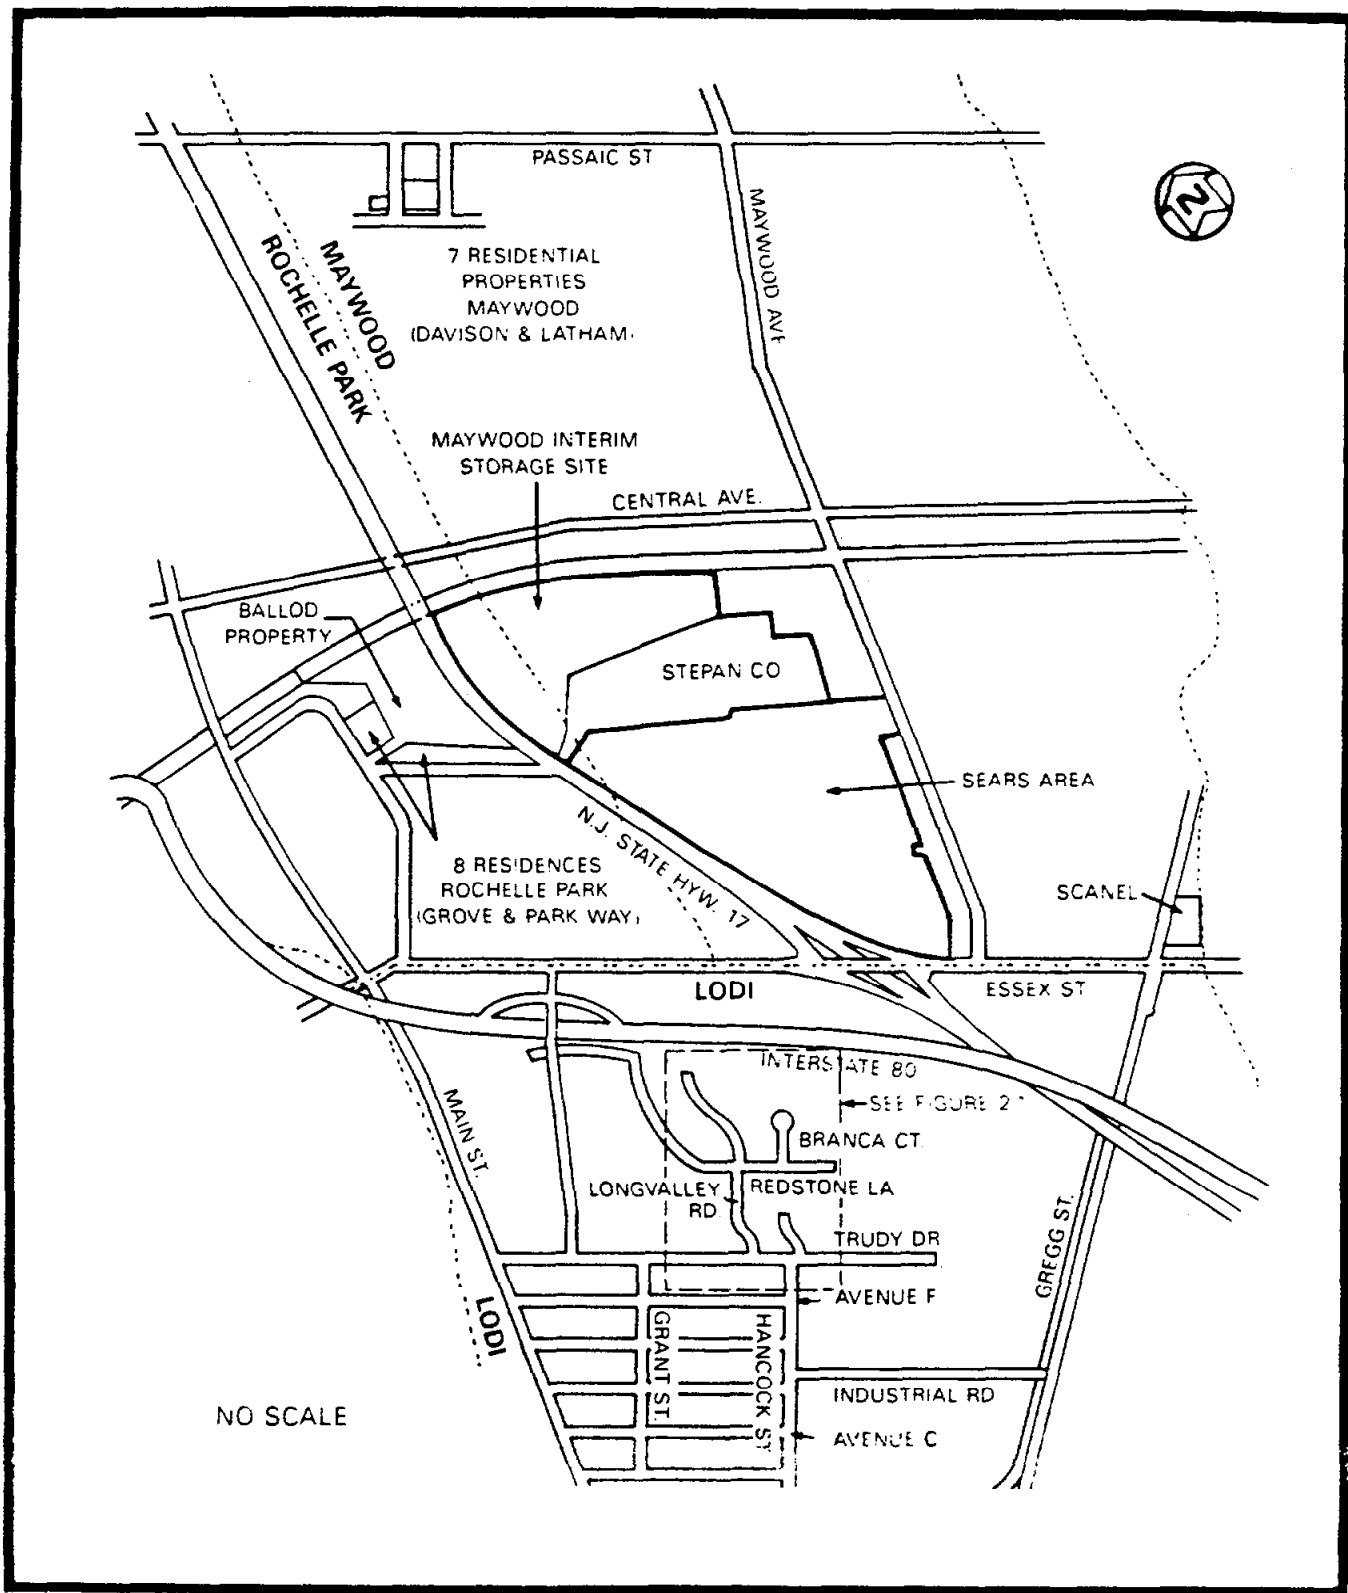 PASSAIC ST
N
MAYWOOD AVE
MAYWOOD
ROCHELLE PARK
7 RESIDENTIAL
PROPERTIES
MAYWOOD
(DAVISON & LATHAM)
MAYWOOD INTERIM
STORAGE SITE
CENTRAL AVE.
BALLOD
PROPERTY
STEPAN CO
SEARS AREA
N.J. STATE HYW. 17
8 RESIDENCES
ROCHELLE PARK
(GROVE & PARK WAY)
SCANEL
LODI
ESSEX ST
INTERSTATE 80
SEE FIGURE 2
MAIN ST.
BRANCA CT.
LONGVALLEY
RD
REDSTONE LA
TRUDY DR
GREGG ST.
AVENUE F
LODI
GRANT ST.
HANCOCK ST
INDUSTRIAL RD
NO SCALE
AVENUE C